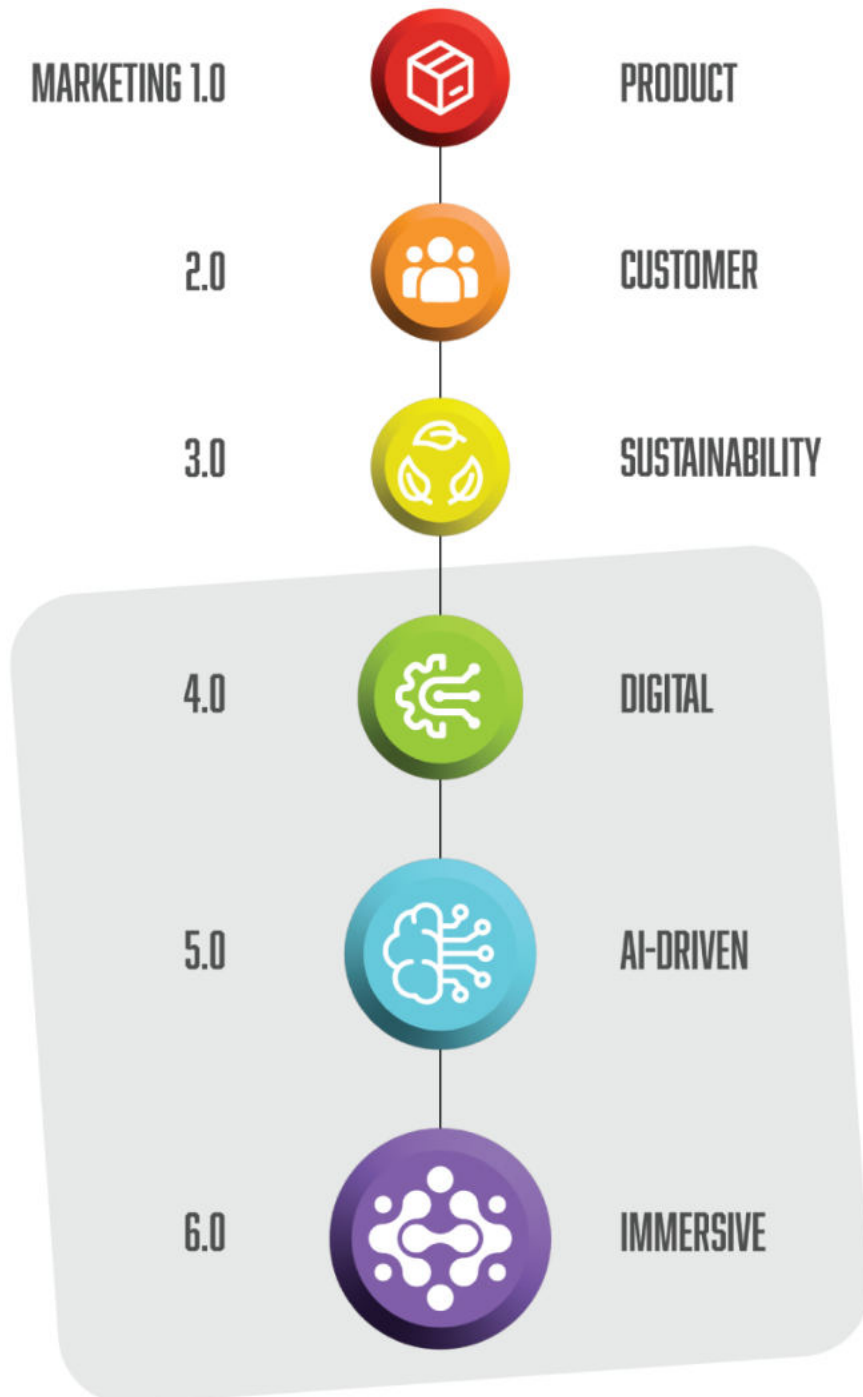 MARKETING 1.0 PRODUCT
2.0 CUSTOMER
3.0 SUSTAINABILITY
4.0 DIGITAL
5.0 AI-DRIVEN
6.0 IMMERSIVE